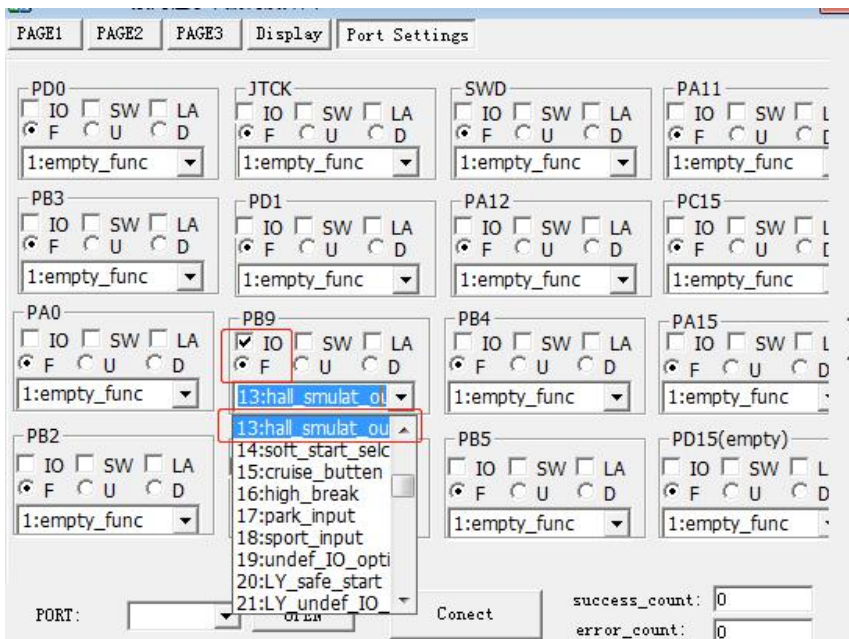 PAGE1 PAGE2 PAGE3 Display Port Settings
PD0 JTCK SWD PA11
IO SW LA IO SW LA IO SW LA IO SW L
F U D F U D F U D F U D
1:empty_func 1:empty_func 1:empty_func 1:empty_func
PB3 PD1 PA12 PC15
IO SW LA IO SW LA IO SW LA IO SW L
F U D F U D F U D F U D
1:empty_func 1:empty_func 1:empty_func 1:empty_func
PA0 PB9 PB4 PA15
IO SW LA IO SW LA IO SW LA IO SW L
F U D F U D F U D F U D
1:empty_func 13:hall_smulat_ou 1:empty_func 1:empty_func
13:hall_smulat_ou
PB2 PB5 PD15(empty)
14:soft_start_selc
IO SW LA 15:cruise_butten IO SW LA IO SW L
F U D 16:high_break F U D F U D
1:empty_func 17:park_input 1:empty_func 1:empty_func
18:sport_input
19:undef_IO_opti
20:LY_safe_start
21:LY_undef_IO_
PORT: OPEN Conect success_count: 0
error_count: 0